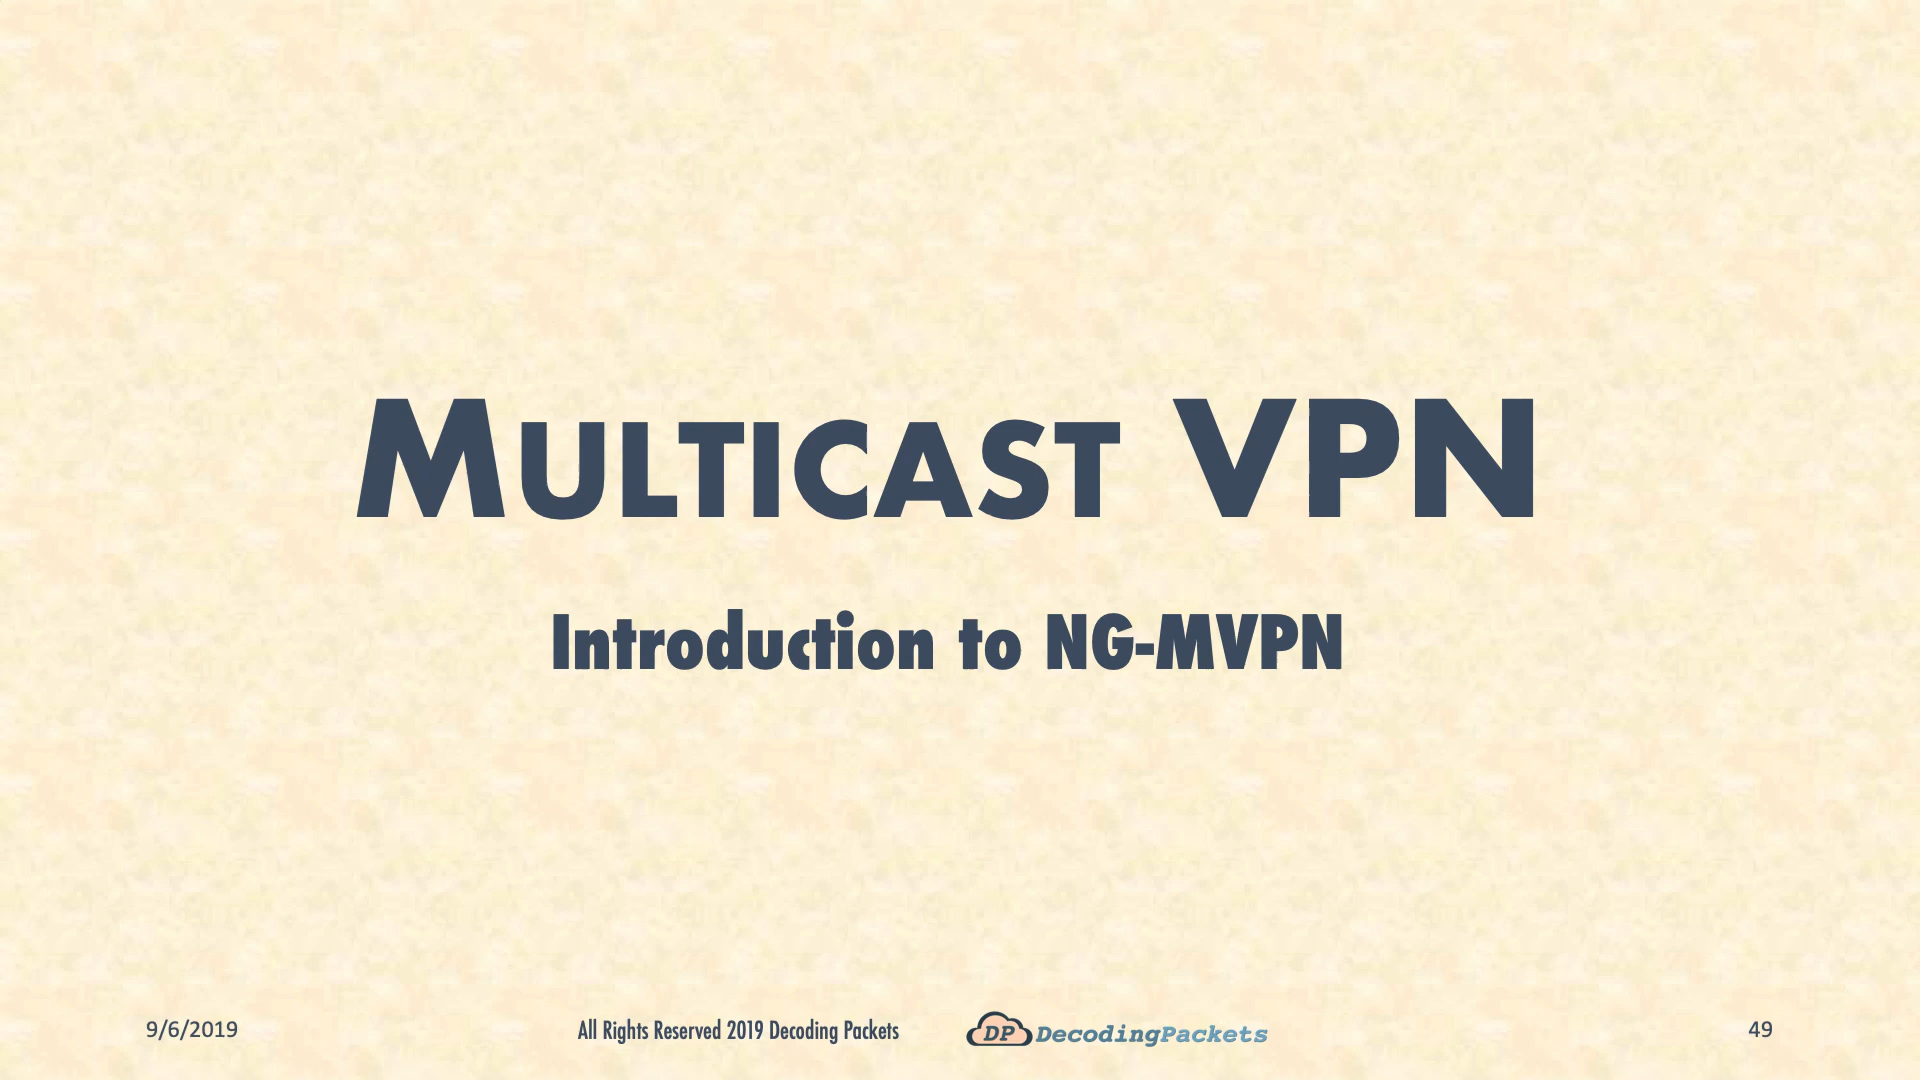 MULTICAST VPN
Introduction to NG-MVPN
9/6/2019
All Rights Reserved 2019 Decoding Packets
DP DecodingPackets
49